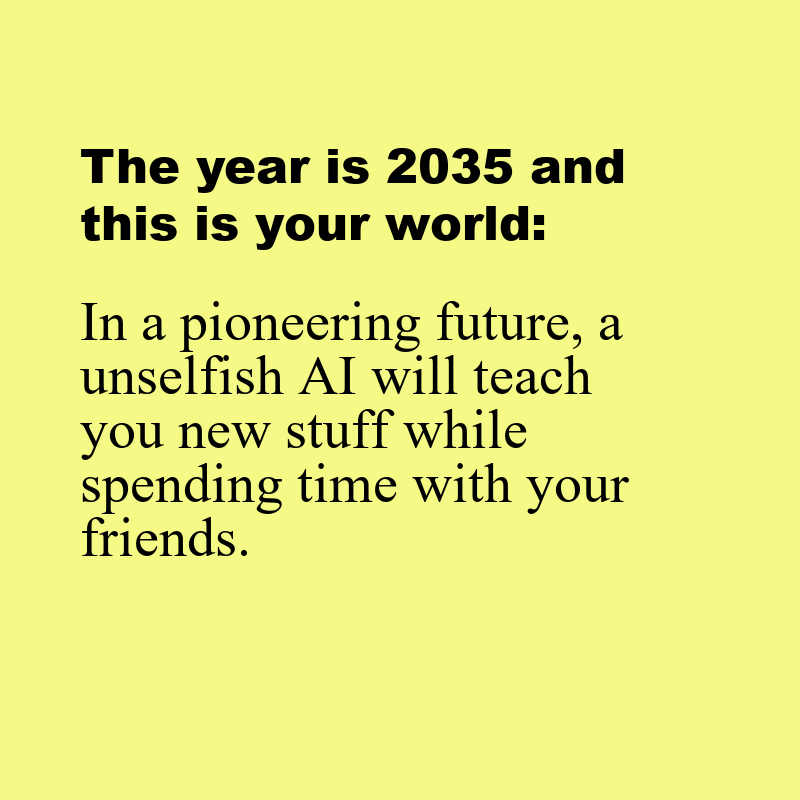 The year is 2035 and
this is your world:
In a pioneering future, a
unselfish AI will teach
you new stuff while
spending time with your
friends.